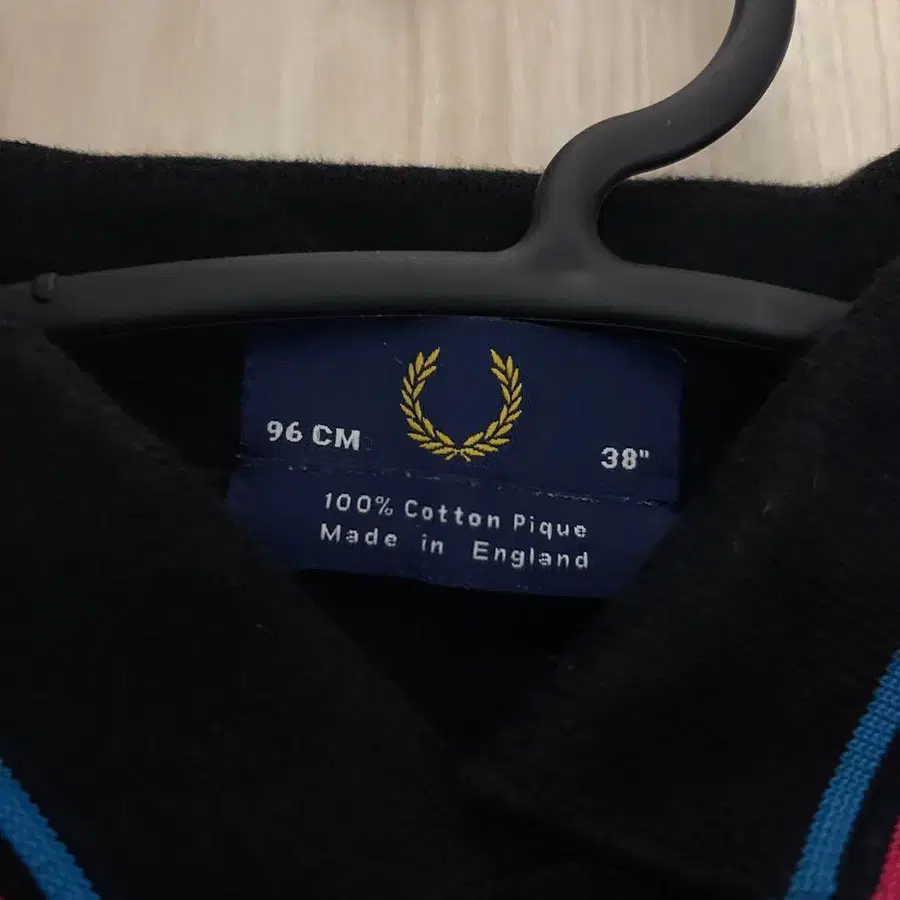 96 CM
38"
100% Cotton Pique
Made in England